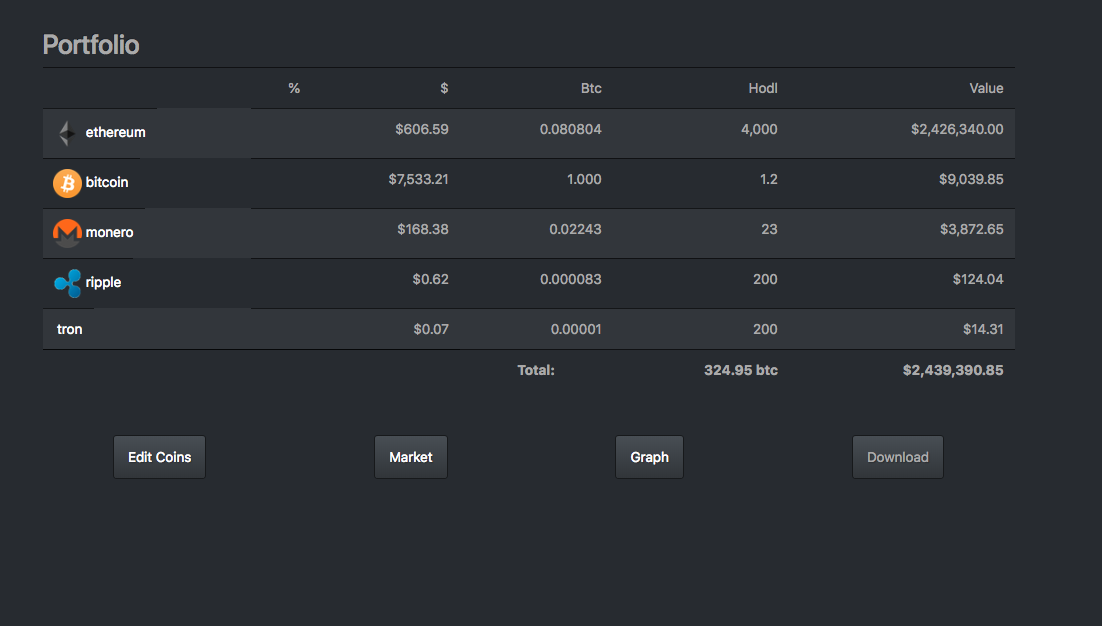 Portfolio
% $ Btc Hodl Value
ethereum $606.59 0.080804 4,000 $2,426,340.00
bitcoin $7,533.21 1.000 1.2 $9,039.85
monero $168.38 0.02243 23 $3,872.65
ripple $0.62 0.000083 200 $124.04
tron $0.07 0.00001 200 $14.31
Total: 324.95 btc $2,439,390.85
Edit Coins Market Graph Download